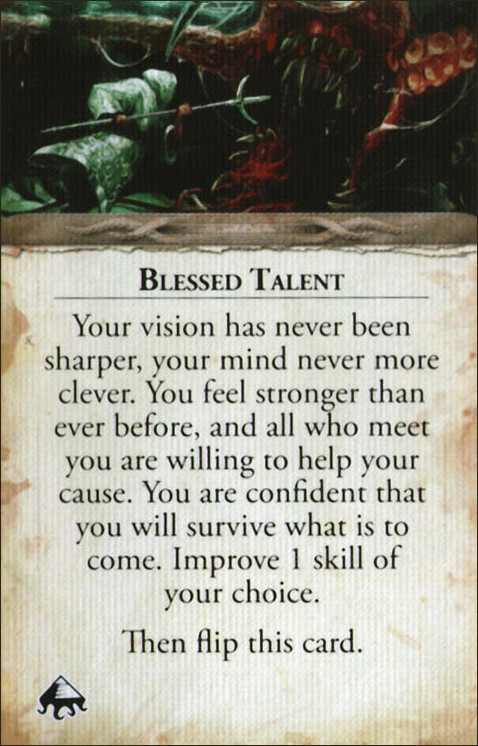 BLESSED TALENT
Your vision has never been
sharper, your mind never more
clever. You feel stronger than
ever before, and all who meet
you are willing to help your
cause. You are confident that
you will survive what is to
come. Improve 1 skill of
your choice.
Then flip this card.